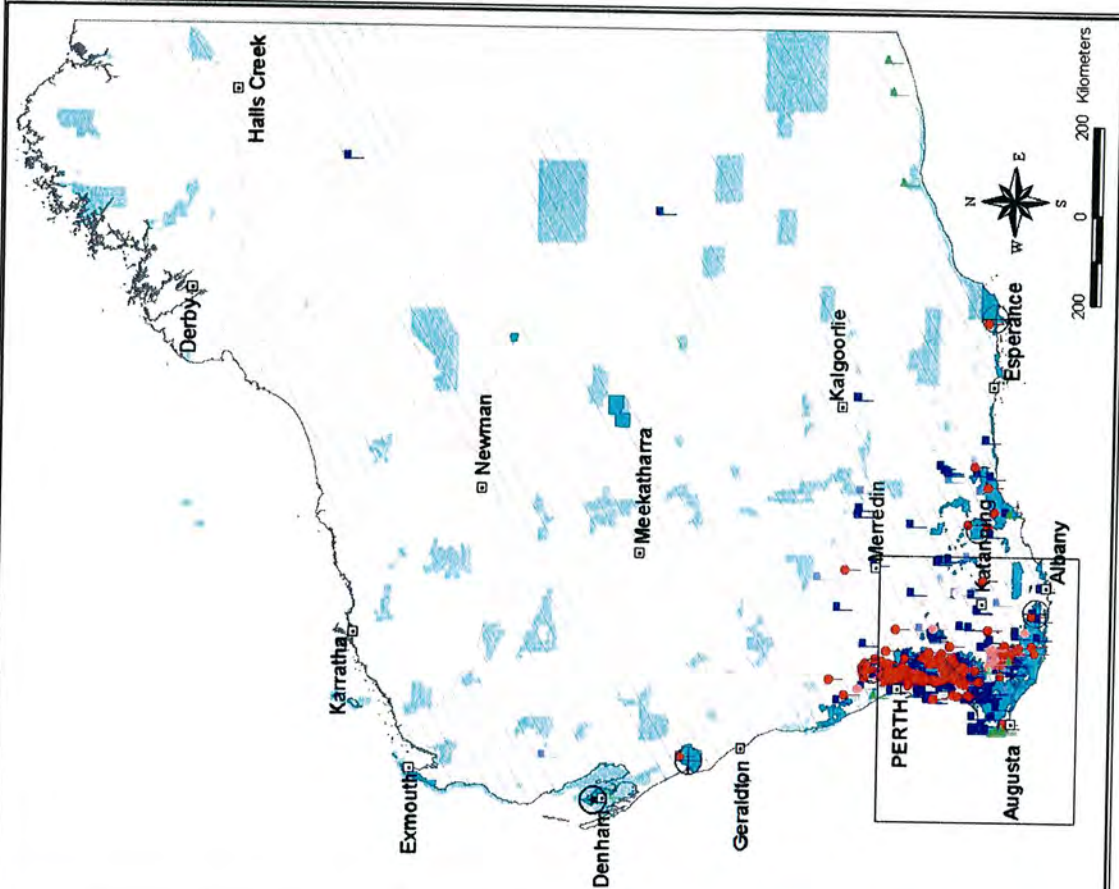 Halls Creek
Derby
Newman
Karratha
Exmouth
Meekatharra
Denham
Geraldton
Kalgoorlie
Merredin
PERTH
Katanning
Esperance
Augusta
Albany
N
W
E
S
200 0 200 Kilometers